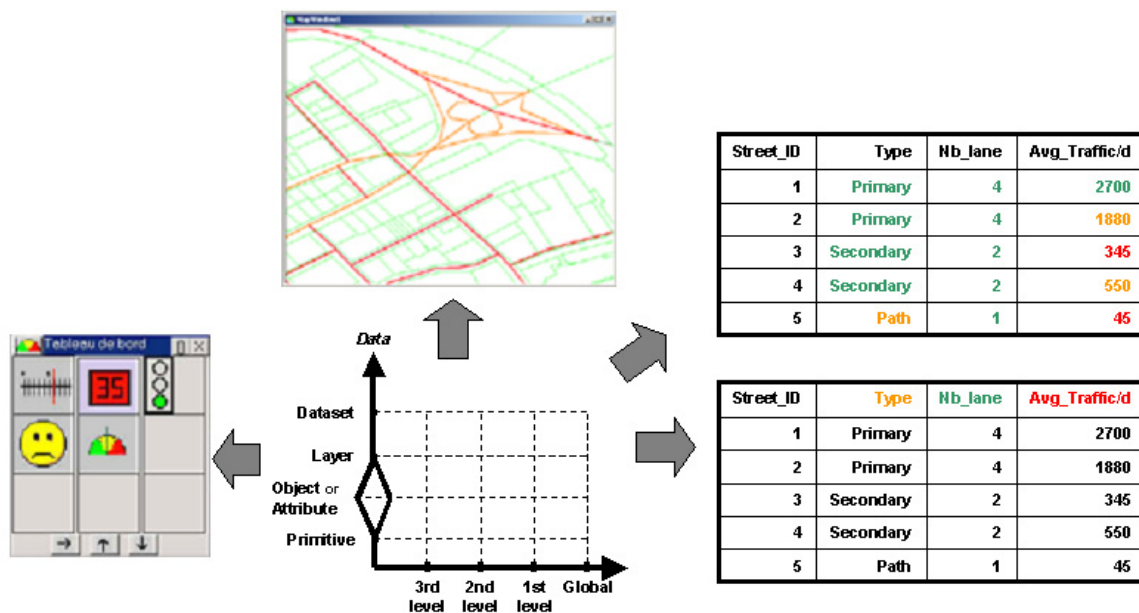 Street_ID Type Nb_lane Avg_Traffic/d
1 Primary 4 2700
2 Primary 4 1880
3 Secondary 2 345
4 Secondary 2 550
5 Path 1 45
Tableau de bord
35
Data
Dataset
Layer
Object or
Attribute
Primitive
3rd level
2nd level
1st level
Global
Street_ID Type Nb_lane Avg_Traffic/d
1 Primary 4 2700
2 Primary 4 1880
3 Secondary 2 345
4 Secondary 2 550
5 Path 1 45